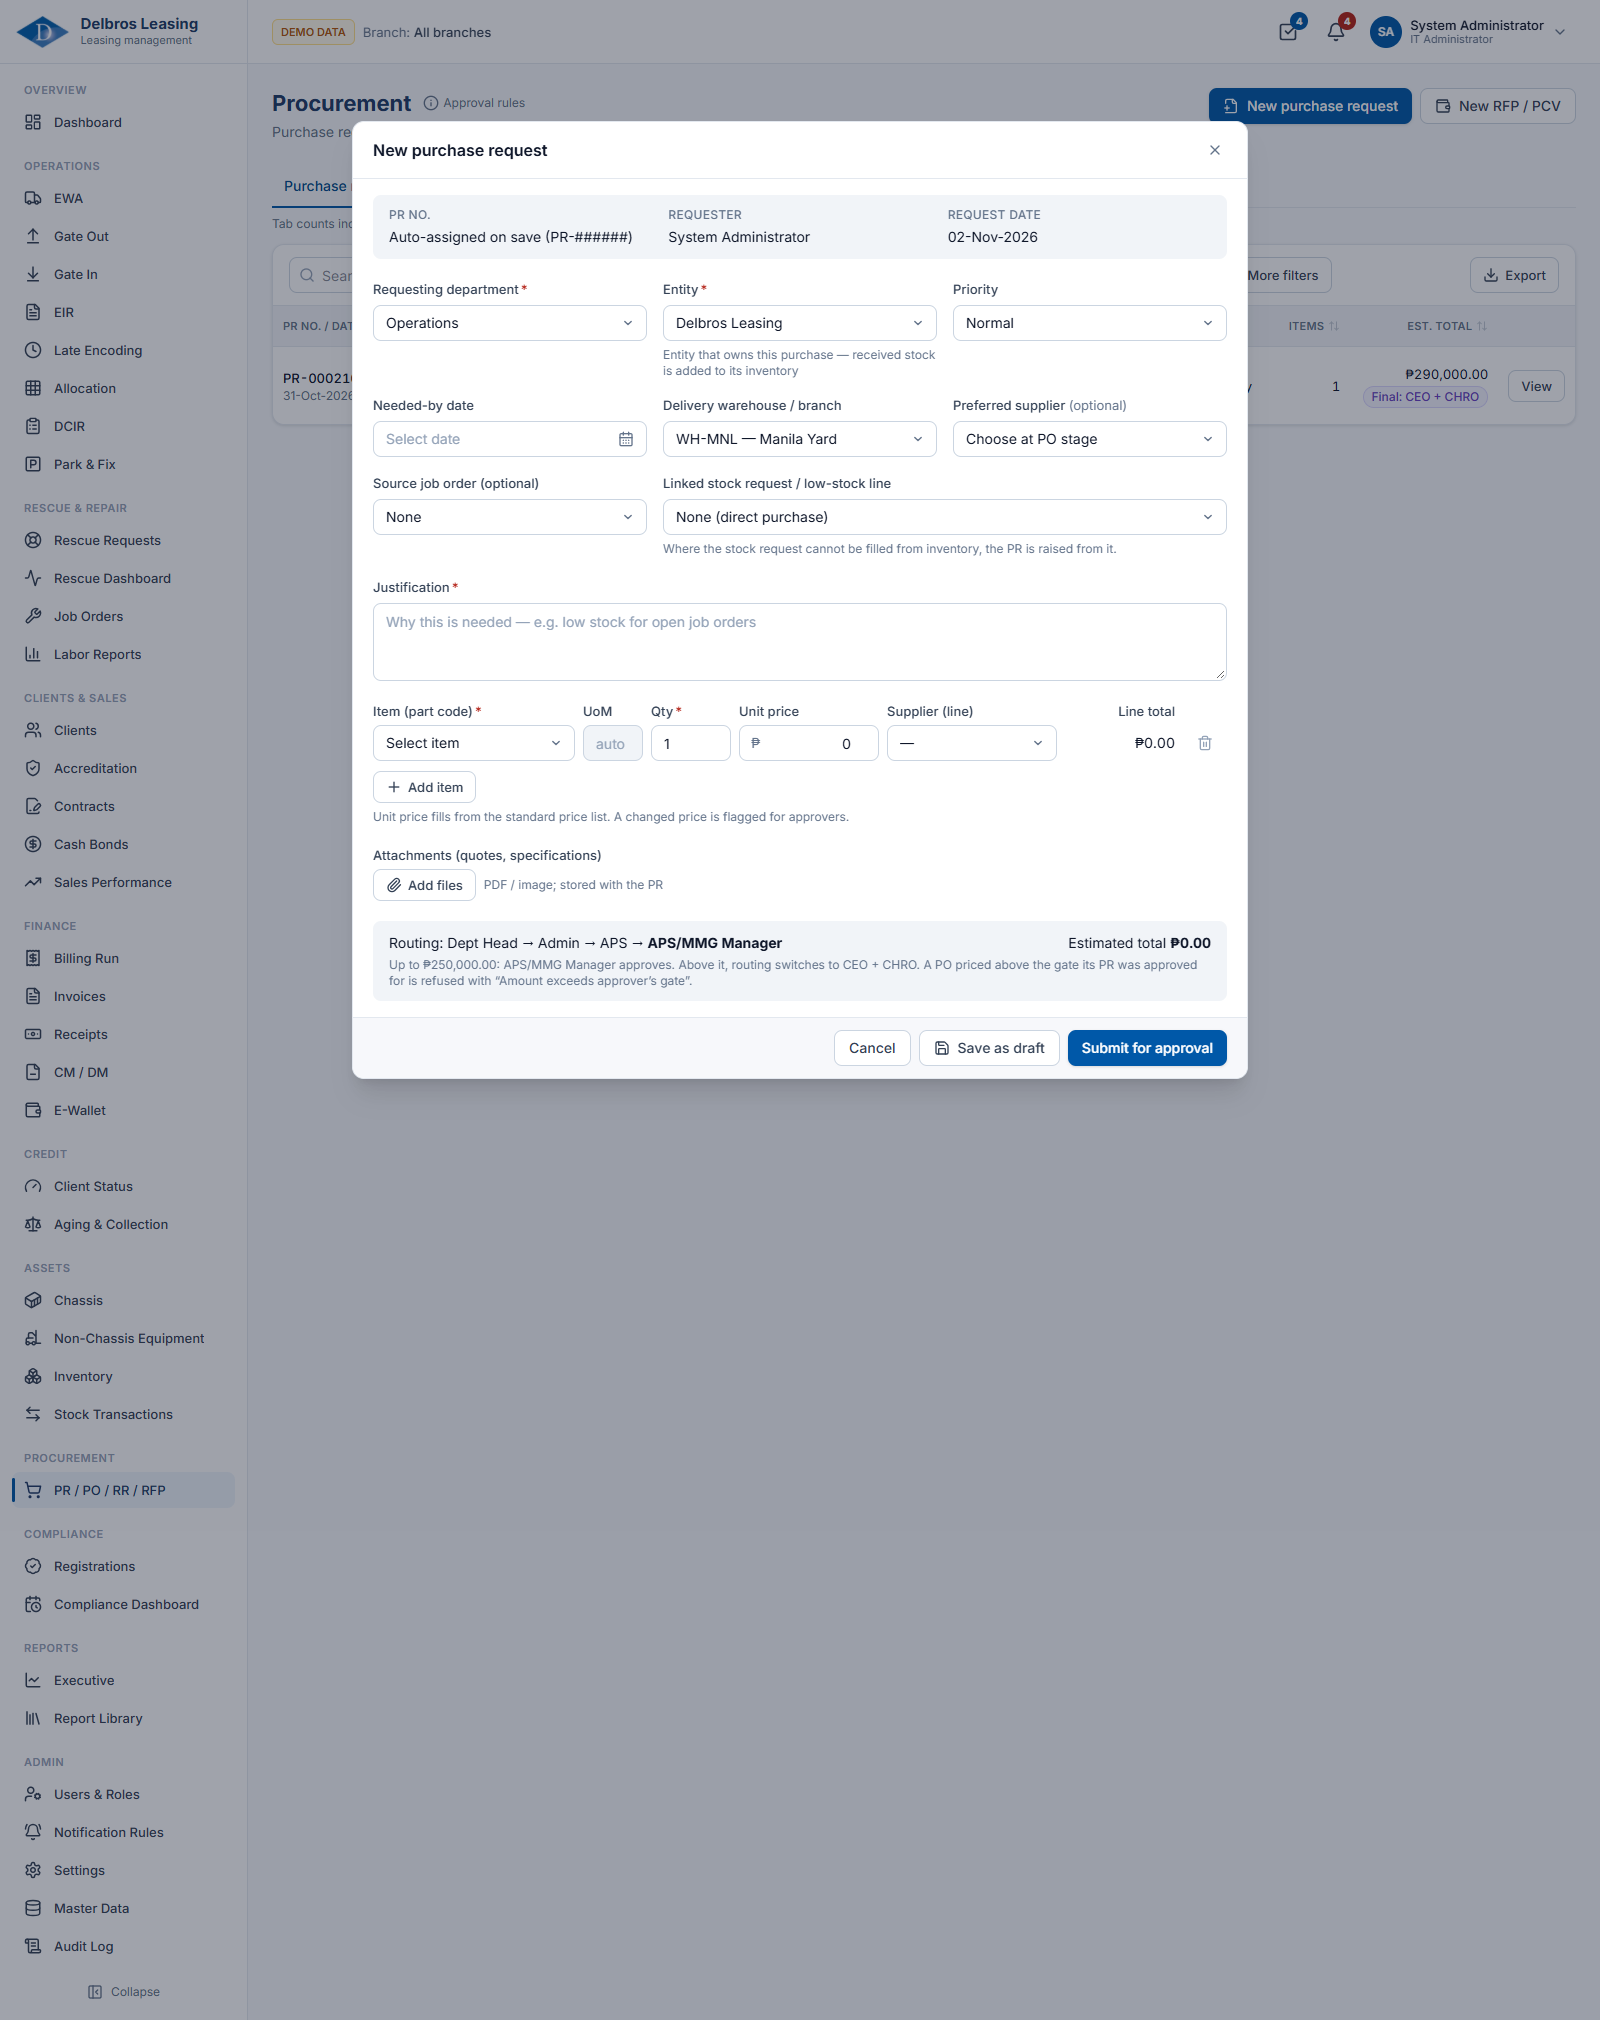 Delbros Leasing
Leasing management
DEMO DATA
Branch: All branches
4
4
SA
System Administrator
IT Administrator
OVERVIEW
Dashboard
OPERATIONS
EWA
Gate Out
Gate In
EIR
Late Encoding
Allocation
DCIR
Park & Fix
RESCUE & REPAIR
Rescue Requests
Rescue Dashboard
Job Orders
Labor Reports
CLIENTS & SALES
Clients
Accreditation
Contracts
Cash Bonds
Sales Performance
FINANCE
Billing Run
Invoices
Receipts
CM / DM
E-Wallet
CREDIT
Client Status
Aging & Collection
ASSETS
Chassis
Non-Chassis Equipment
Inventory
Stock Transactions
PROCUREMENT
PR / PO / RR / RFP
COMPLIANCE
Registrations
Compliance Dashboard
REPORTS
Executive
Report Library
ADMIN
Users & Roles
Notification Rules
Settings
Master Data
Audit Log
Collapse
Procurement
Approval rules
New purchase request
New RFP / PCV
Purchase re
Purchase
Tab counts inc
Sear
More filters
Export
PR NO. / DAT
ITEMS
EST. TOTAL
PR-00021
31-Oct-202
y
1
₱290,000.00
Final: CEO + CHRO
View
New purchase request
PR NO.
Auto-assigned on save (PR-######)
REQUESTER
System Administrator
REQUEST DATE
02-Nov-2026
Requesting department *
Operations
Entity *
Delbros Leasing
Entity that owns this purchase — received stock
is added to its inventory
Priority
Normal
Needed-by date
Select date
Delivery warehouse / branch
WH-MNL — Manila Yard
Preferred supplier (optional)
Choose at PO stage
Source job order (optional)
None
Linked stock request / low-stock line
None (direct purchase)
Where the stock request cannot be filled from inventory, the PR is raised from it.
Justification *
Why this is needed — e.g. low stock for open job orders
Item (part code) *
UoM
Qty *
Unit price
Supplier (line)
Line total
Select item
auto
1
₱
0
—
₱0.00
Add item
Unit price fills from the standard price list. A changed price is flagged for approvers.
Attachments (quotes, specifications)
Add files
PDF / image; stored with the PR
Routing: Dept Head → Admin → APS → APS/MMG Manager
Estimated total ₱0.00
Up to ₱250,000.00: APS/MMG Manager approves. Above it, routing switches to CEO + CHRO. A PO priced above the gate its PR was approved
for is refused with “Amount exceeds approver’s gate”.
Cancel
Save as draft
Submit for approval